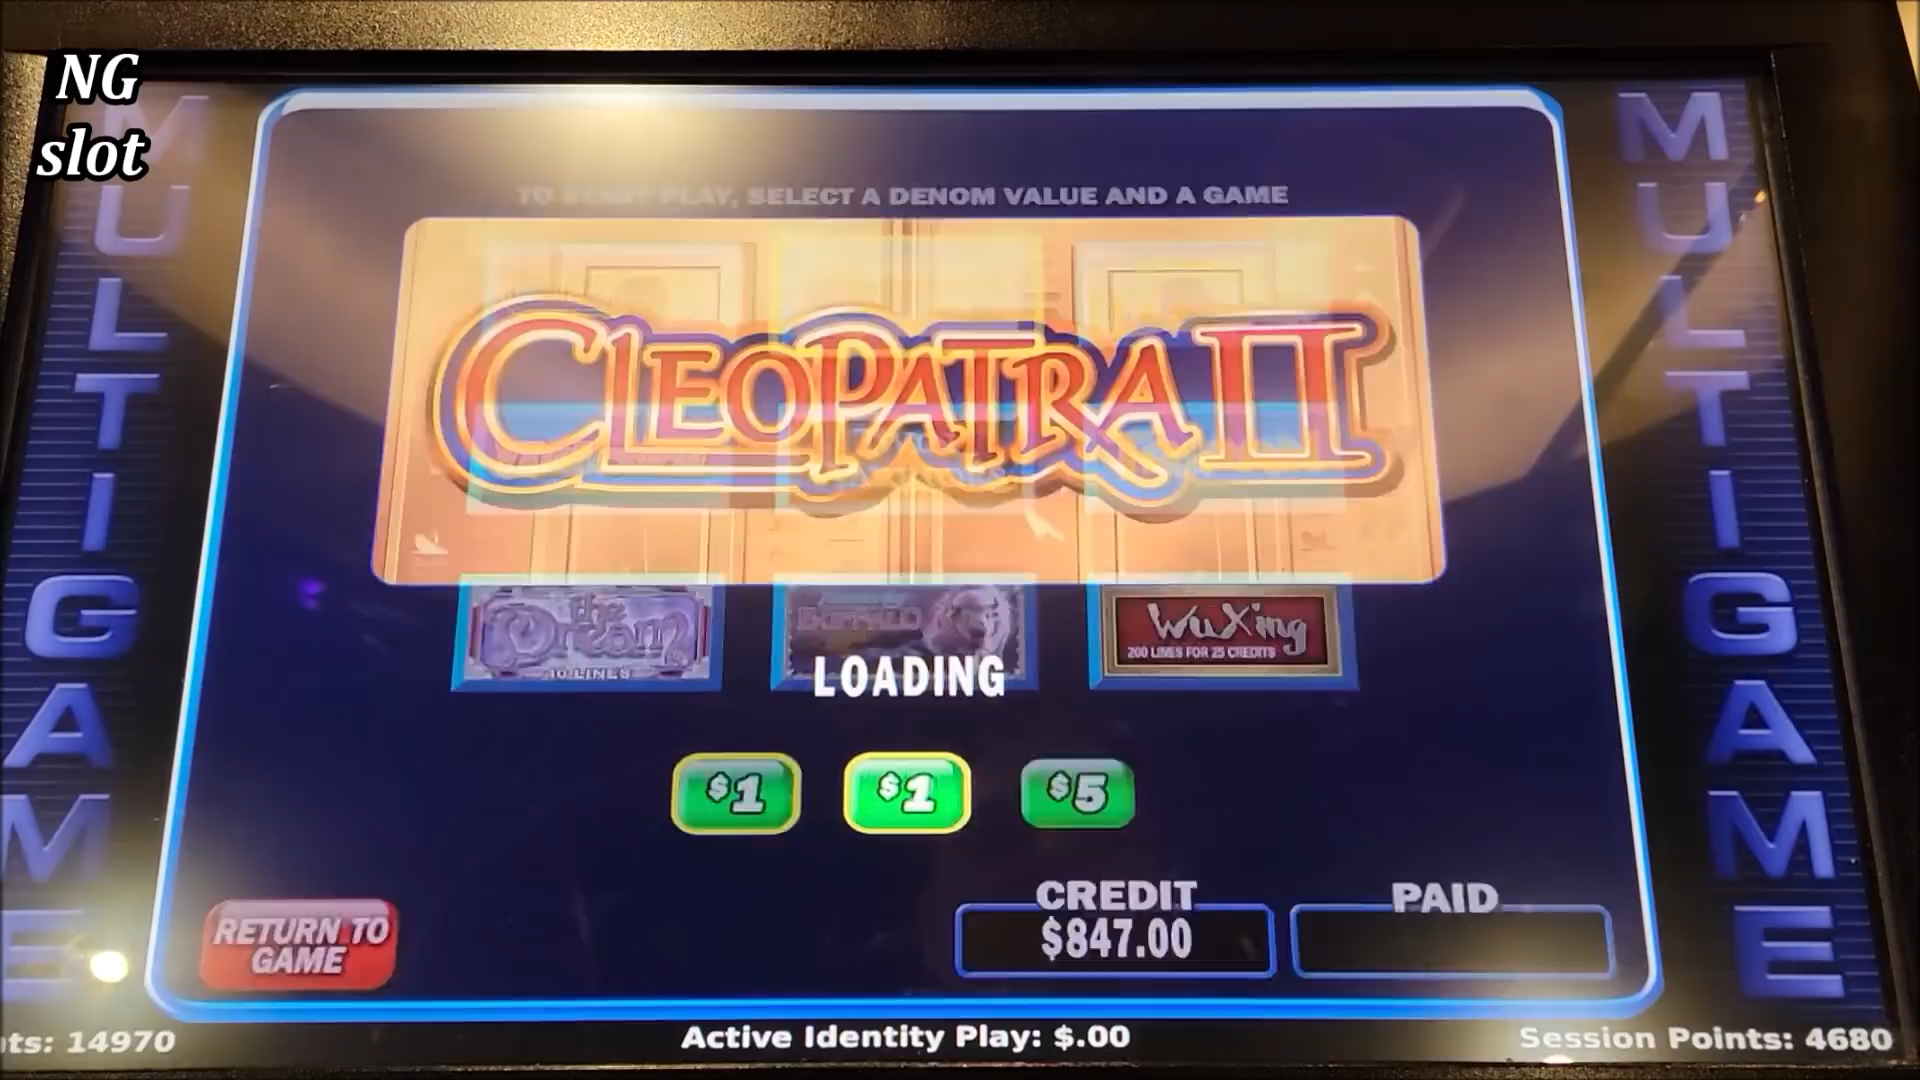 NG
slot
MULTIGAME
MULTIGAME
TO START PLAY, SELECT A DENOM VALUE AND A GAME
CLEOPATRA II
the Dream
10 LINES
BUFFALO
WuXing
200 LINES FOR 25 CREDITS
LOADING
$1
$1
$5
RETURN TO
GAME
CREDIT
$847.00
PAID
ts: 14970
Active Identity Play: $.00
Session Points: 4680